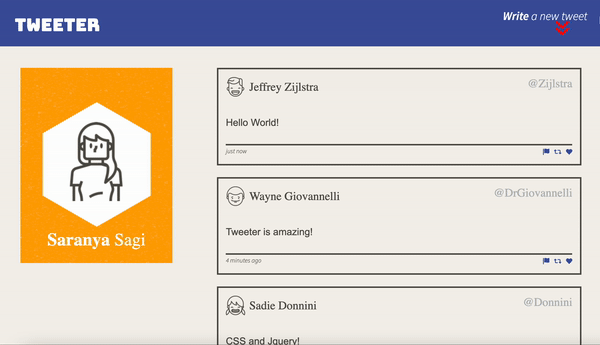 TWEETER
Write a new tweet
Saranya Sagi
Jeffrey Zijlstra
@Zijlstra
Hello World!
just now
Wayne Giovannelli
@DrGiovannelli
Tweeter is amazing!
4 minutes ago
Sadie Donnini
@Donnini
CSS and Jquery!